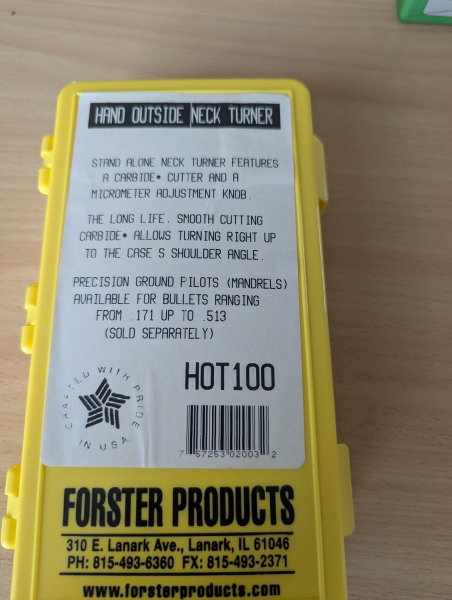 HAND OUTSIDE NECK TURNER
STAND ALONE NECK TURNER FEATURES
A CARBIDE* CUTTER AND A
MICROMETER ADJUSTMENT KNOB.
THE LONG LIFE. SMOOTH CUTTING
CARBIDE* ALLOWS TURNING RIGHT UP
TO THE CASE S SHOULDER ANGLE.
PRECISION GROUND PILOTS (MANDRELS)
AVAILABLE FOR BULLETS RANGING
FROM .171 UP TO .513
(SOLD SEPARATELY)
CRAFTED WITH PRIDE
IN USA
HOT100
7 57253 02003 2
FORSTER PRODUCTS
310 E. Lanark Ave., Lanark, IL 61046
PH: 815-493-6360 FX: 815-493-2371
www.forsterproducts.com